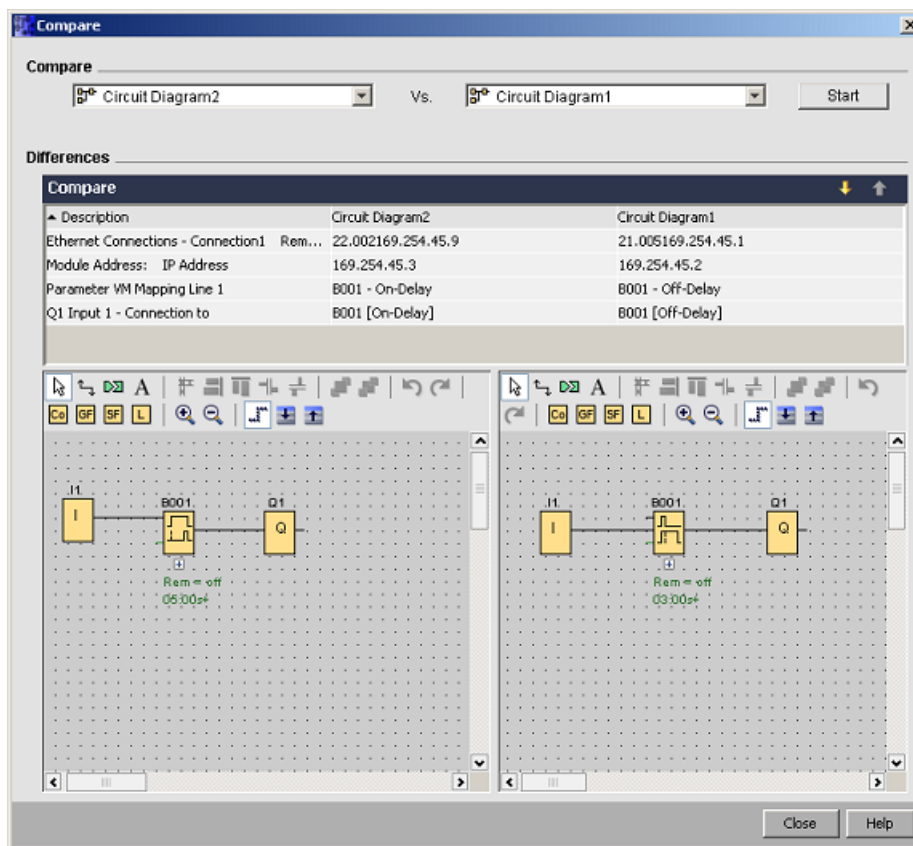 Compare
Compare
Circuit Diagram2 Vs. Circuit Diagram1 Start
Differences
Compare
Description Circuit Diagram2 Circuit Diagram1
Ethernet Connections - Connection1 Rem... 22.002169.254.45.9 21.005169.254.45.1
Module Address: IP Address 169.254.45.3 169.254.45.2
Parameter VM Mapping Line 1 B001 - On-Delay B001 - Off-Delay
Q1 Input 1 - Connection to B001 [On-Delay] B001 [Off-Delay]
A A
Co GF SF L Co GF SF L
I1 B001 Q1 I1 B001 Q1
I Q I Q
Rem = off Rem = off
05:00s+ 03:00s+
Close Help